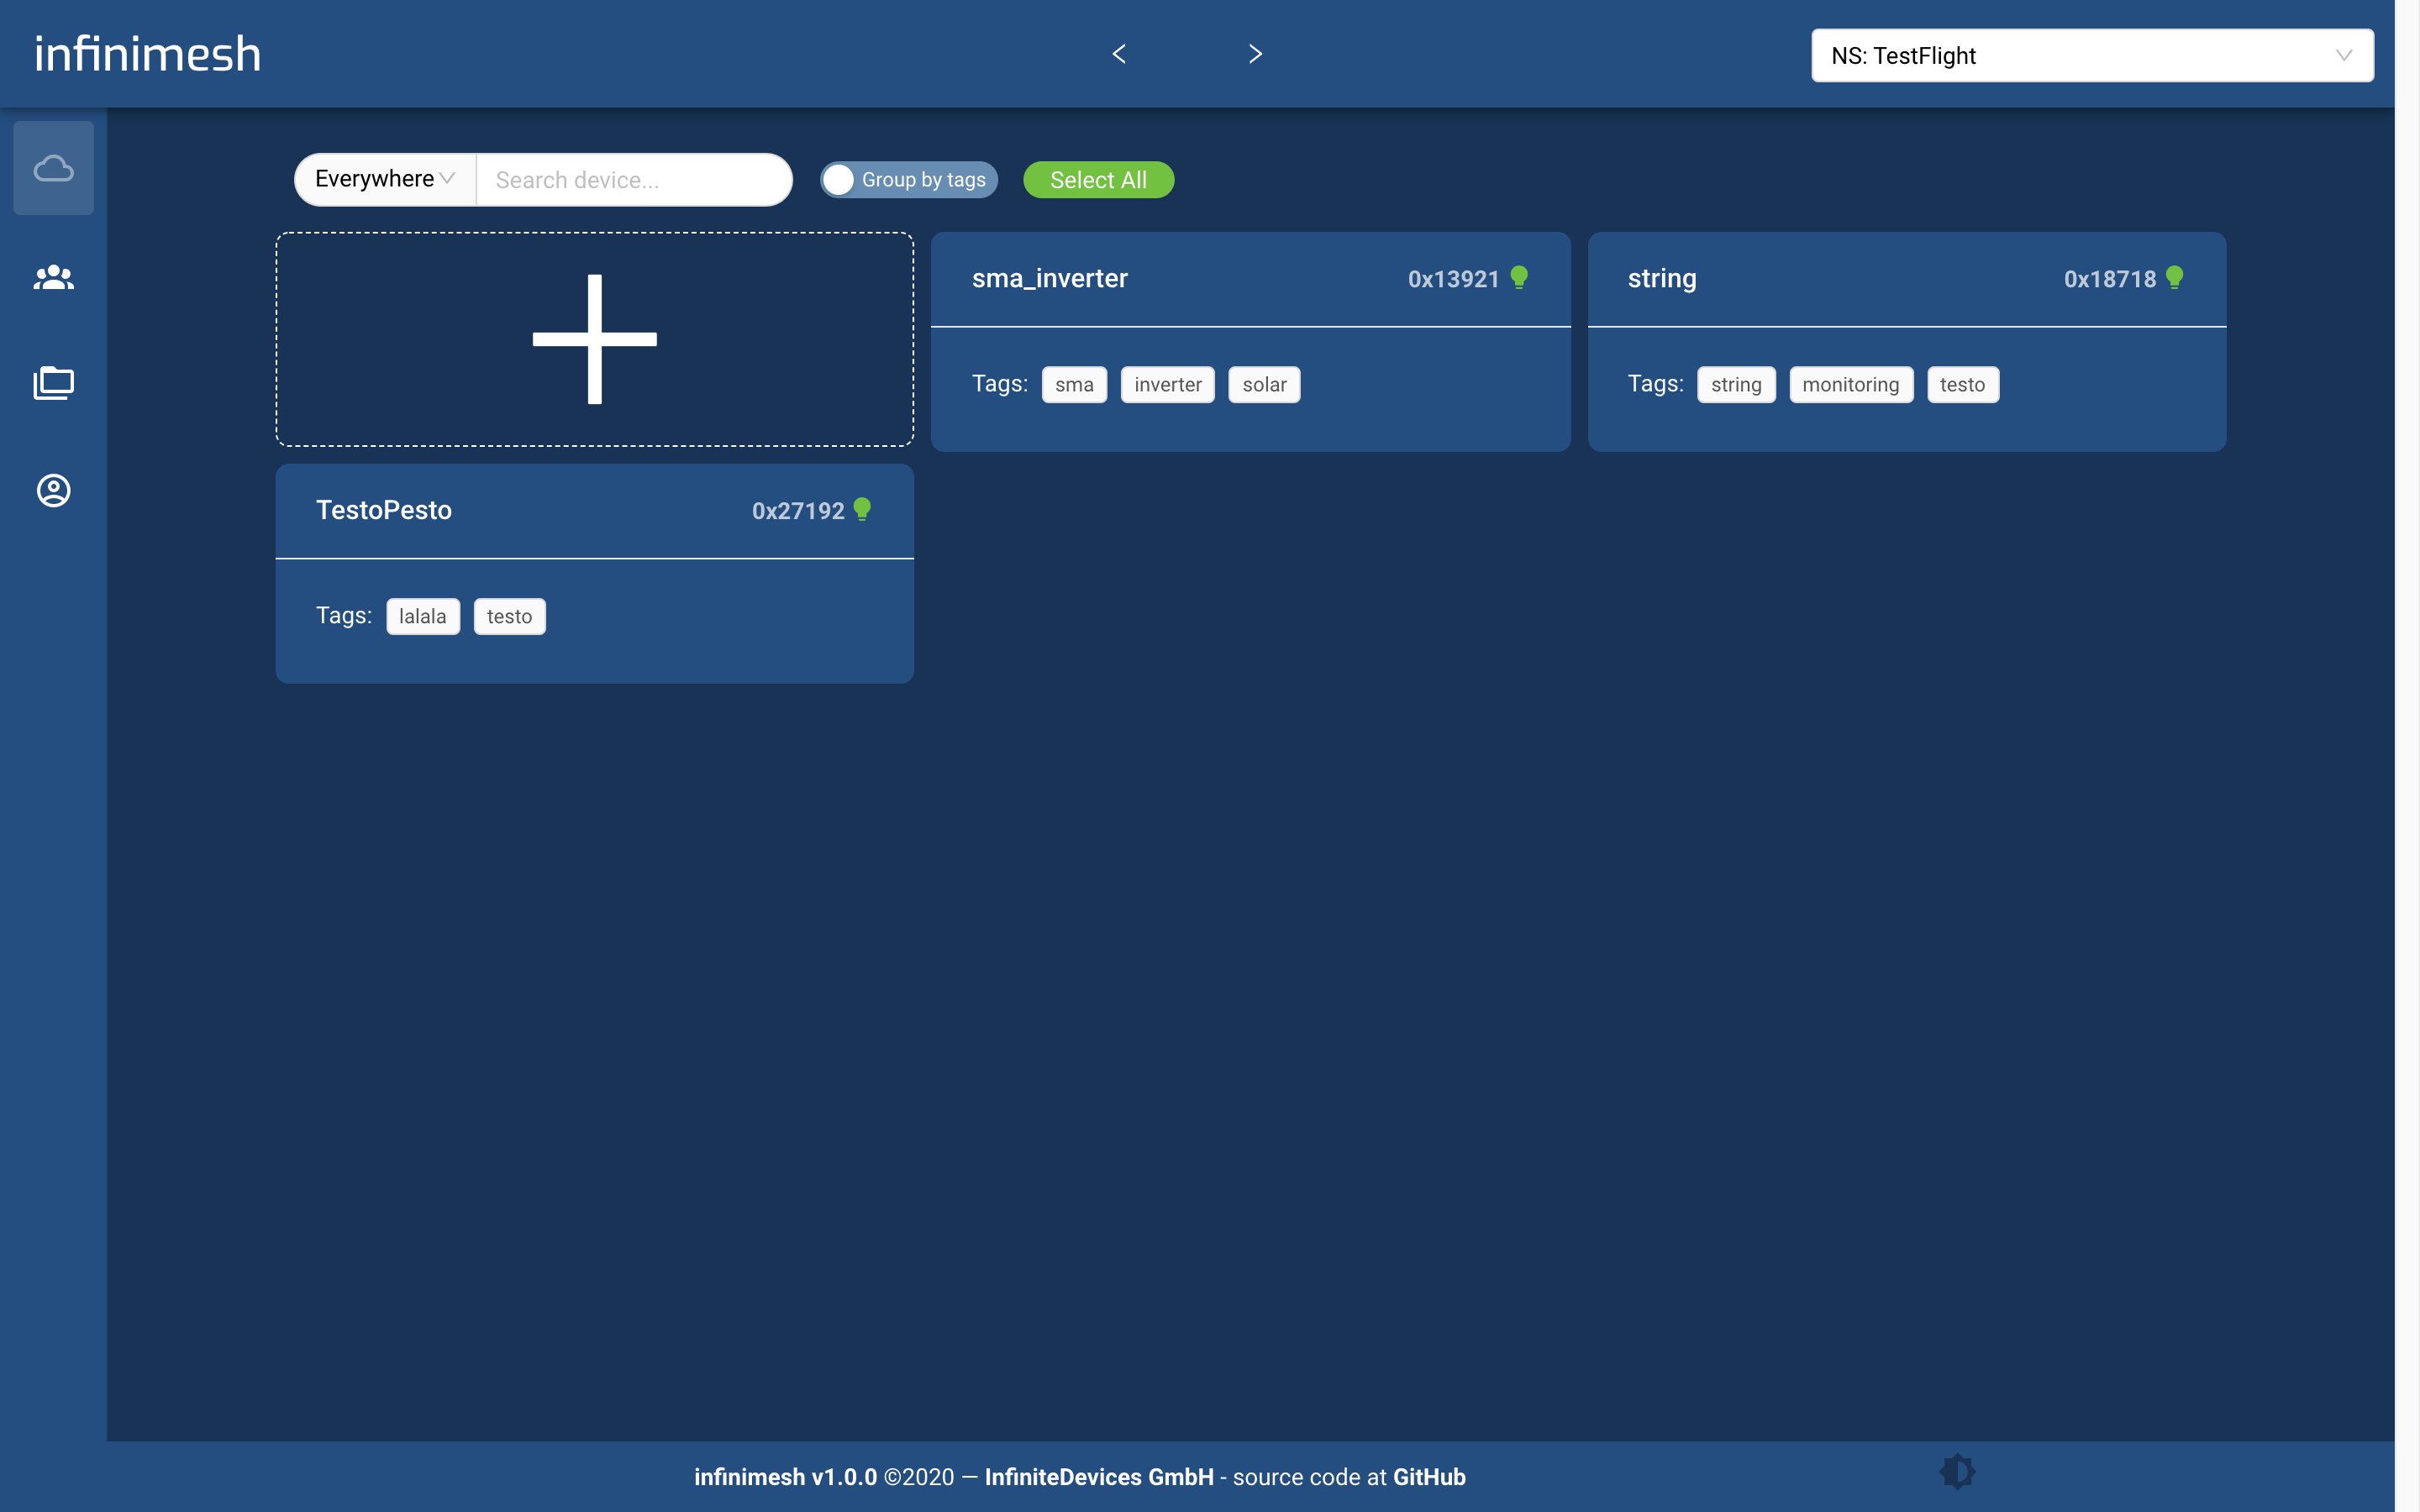 infinimesh
NS: TestFlight
Everywhere Search device... Group by tags Select All
sma_inverter 0x13921
Tags: sma inverter solar
string 0x18718
Tags: string monitoring testo
TestoPesto 0x27192
Tags: lalala testo
infinimesh v1.0.0 ©2020 — InfiniteDevices GmbH - source code at GitHub